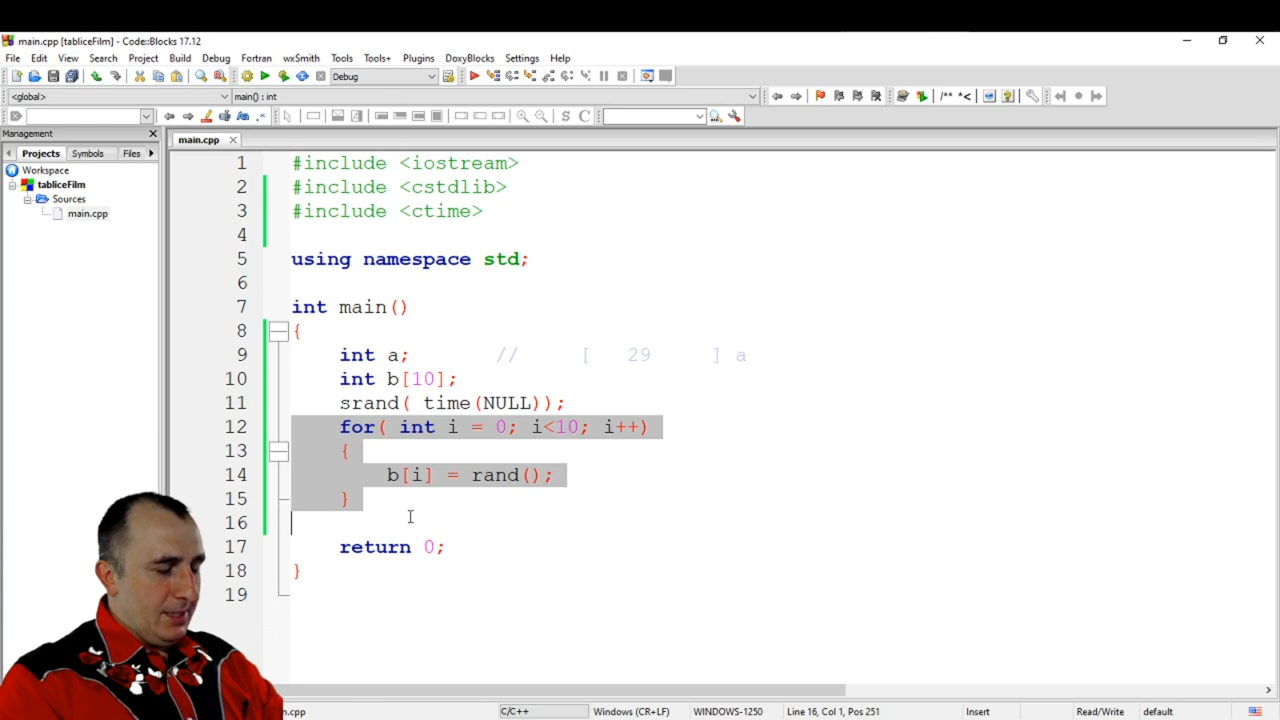 main.cpp [tabliceFilm] - Code::Blocks 17.12
File Edit View Search Project Build Debug Fortran wxSmith Tools Tools+ Plugins DoxyBlocks Settings Help
Debug
<global> main() : int
/** *<
S C
Management
main.cpp
Projects Symbols Files
Workspace
tabliceFilm
Sources
main.cpp
1 #include <iostream>
2 #include <cstdlib>
3 #include <ctime>
4
5 using namespace std;
6
7 int main()
8 {
9 int a; // [ 29 ] a
10 int b[10];
11 srand( time(NULL));
12 for( int i = 0; i<10; i++)
13 {
14 b[i] = rand();
15 }
16
17 return 0;
18 }
19
n.cpp C/C++ Windows (CR+LF) WINDOWS-1250 Line 16, Col 1, Pos 251 Insert Read/Write default